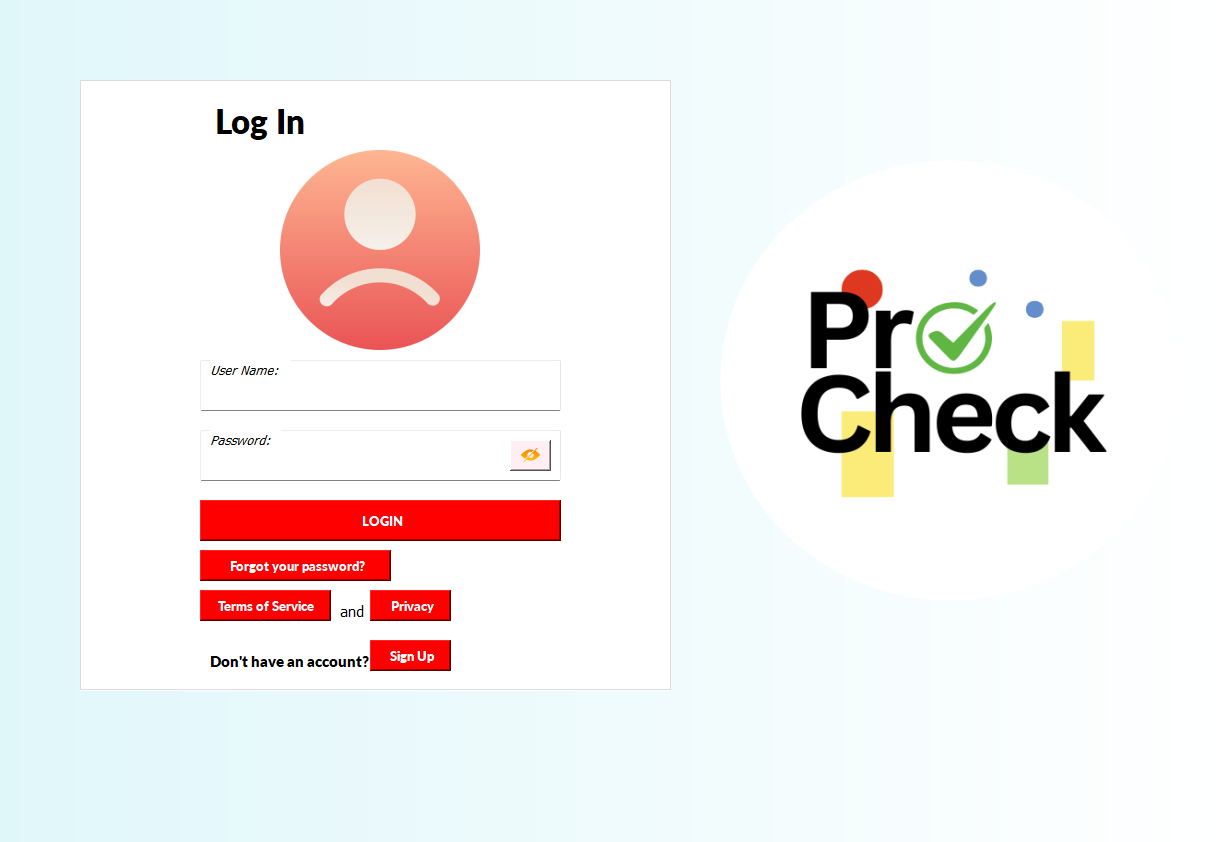 Log In
User Name:
Password:
LOGIN
Forgot your password?
Terms of Service and Privacy
Don't have an account? Sign Up
Pr
Check